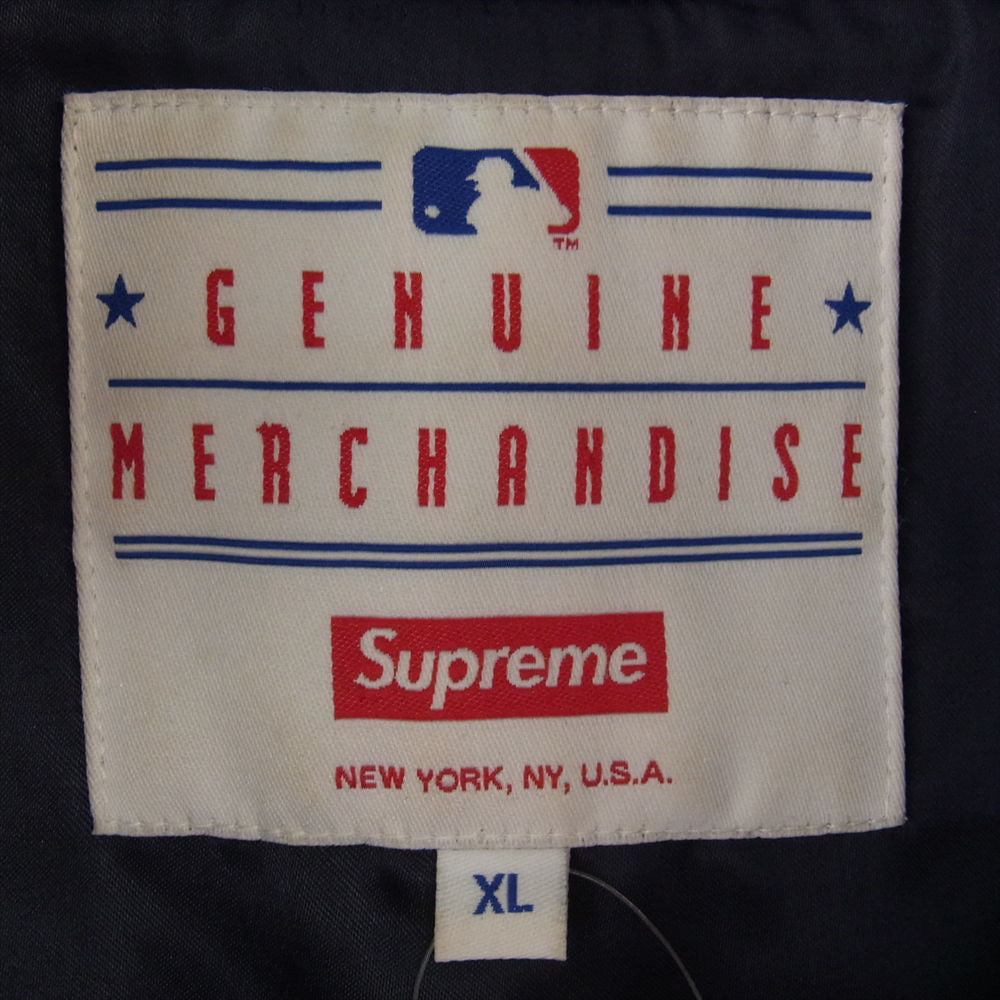 TM
GENUINE
MERCHANDISE
Supreme
NEW YORK, NY, U.S.A.
XL